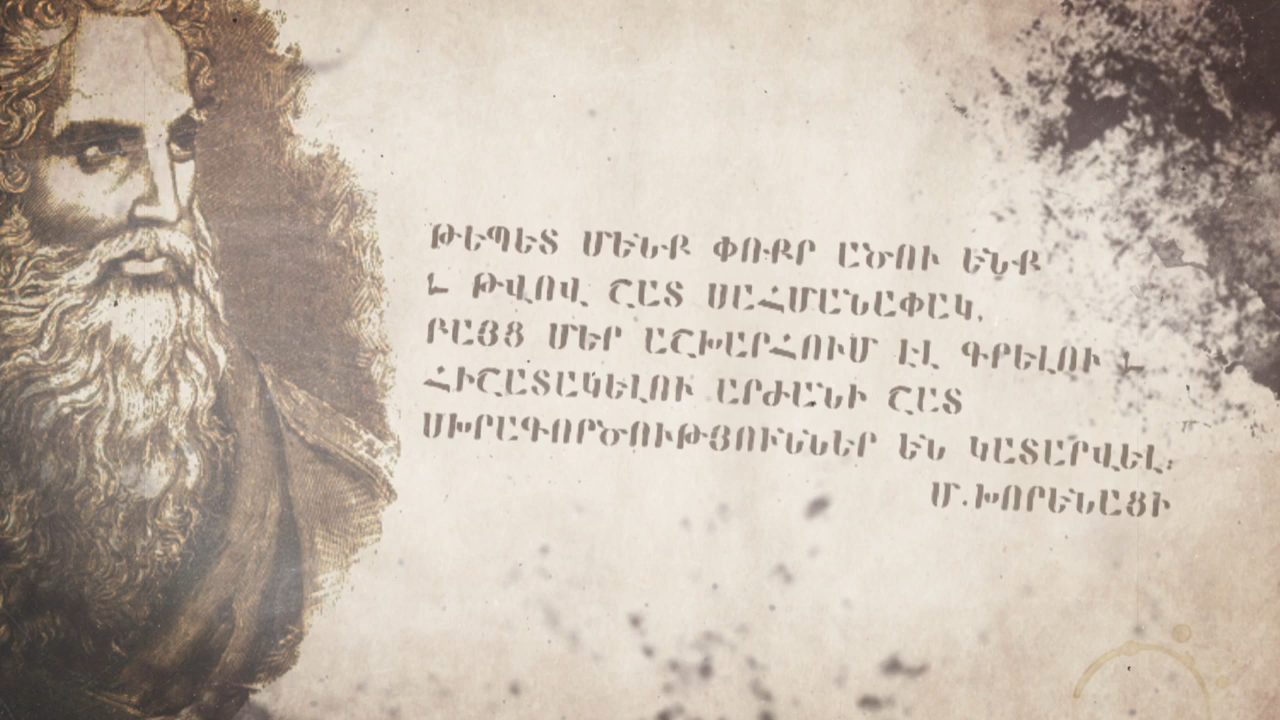 ԹԵՊԵՏ ՄԵՆՔ ՓՈՔՐ ԱԾՈՒ ԵՆՔ
և ԹՎՈՎ ՇԱՏ ՍԱՀՄԱՆԱՓԱԿ,
ԲԱՅՑ ՄԵՐ ԱՇԽԱՐՀՈՒՄ ԷԼ ԳՐԵԼՈՒ և
ՀԻՇԱՏԱԿԵԼՈՒ ԱՐԺԱՆԻ ՇԱՏ
ՍԽՐԱԳՈՐԾՈՒԹՅՈՒՆՆԵՐ ԵՆ ԿԱՏԱՐՎԵԼ:
Մ.ԽՈՐԵՆԱՑԻ